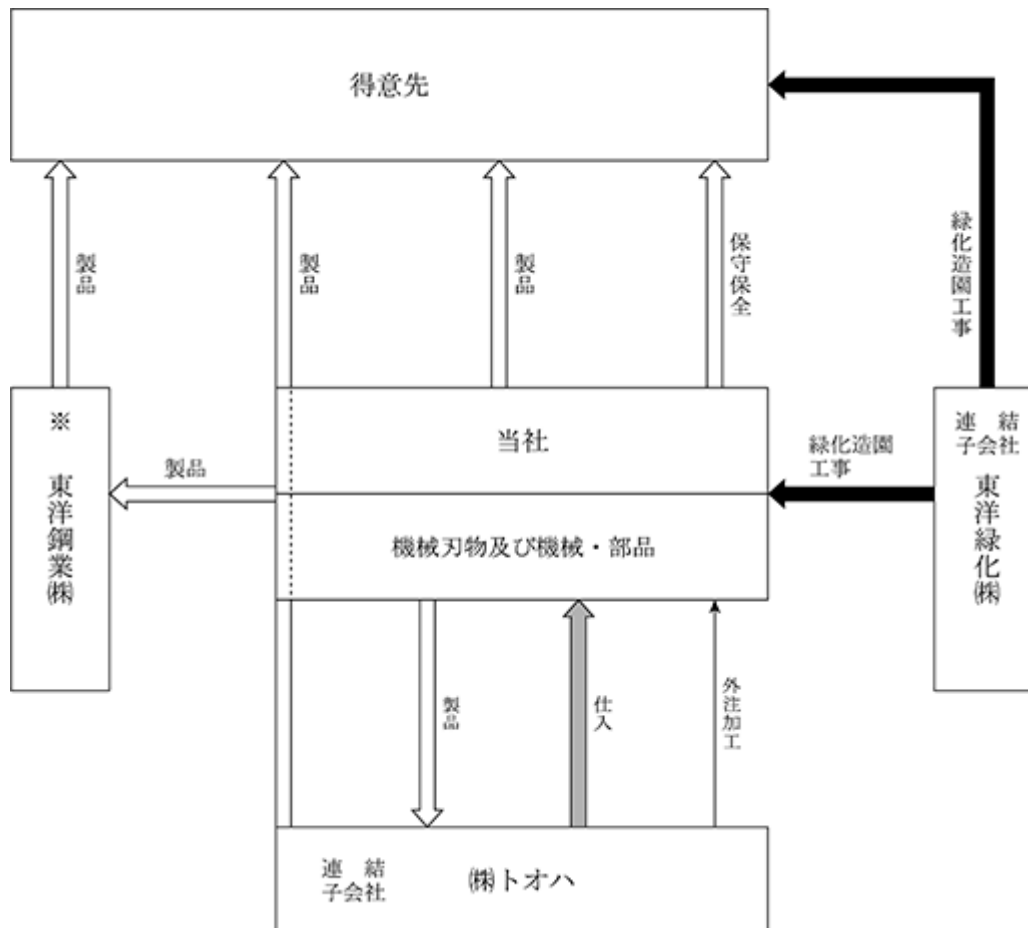 得意先
製品
製品
製品
保守保全
緑化造園工事
※ 東洋鋼業㈱
製品
当社
機械刃物及び機械・部品
緑化造園
工事
連結
子会社
東洋緑化㈱
製品
仕入
外注加工
連結
子会社
㈱トオハ